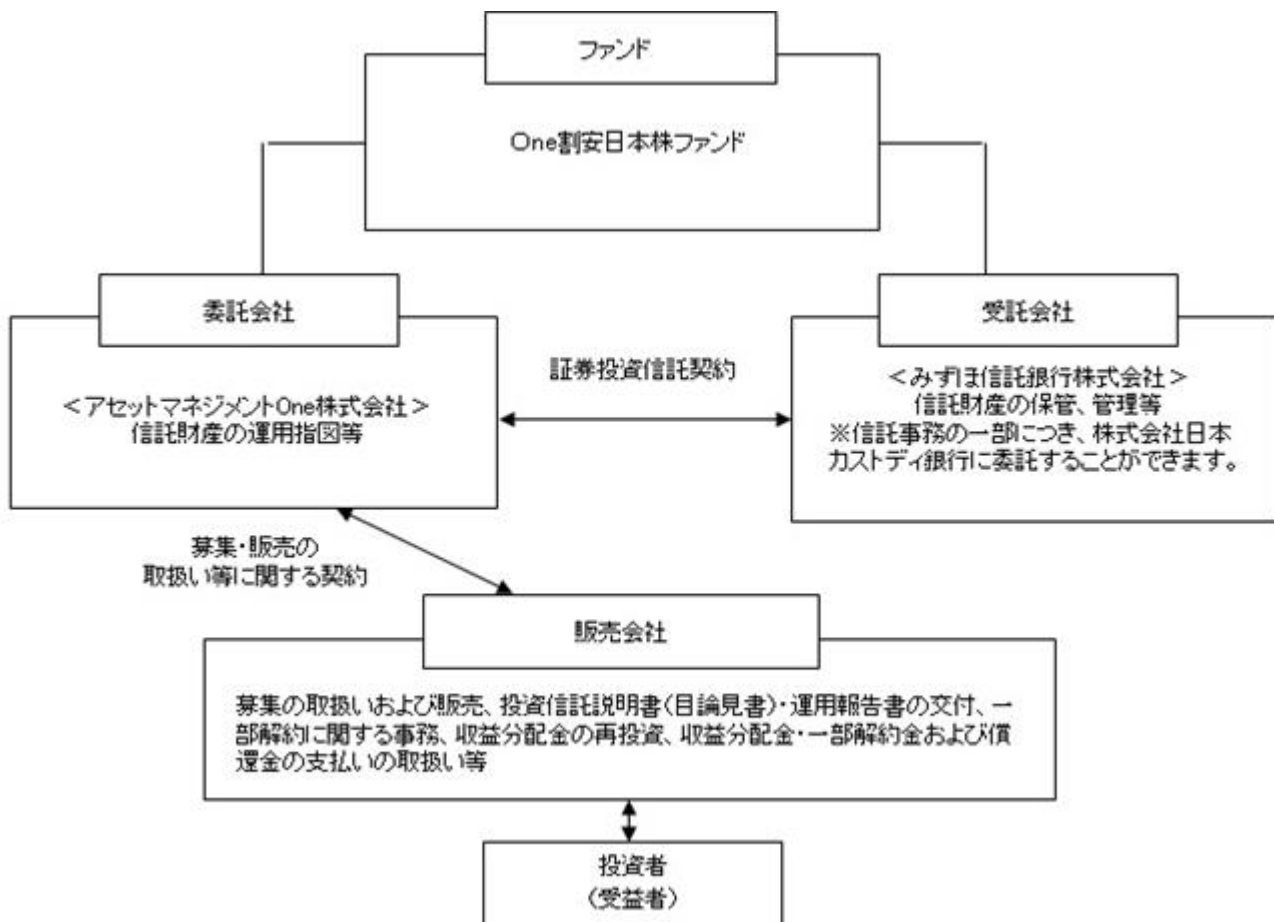 ファンド
One割安日本株ファンド
委託会社
<アセットマネジメントOne株式会社>
信託財産の運用指図等
証券投資信託契約
受託会社
<みずほ信託銀行株式会社>
信託財産の保管、管理等
※信託事務の一部につき、株式会社日本
カストディ銀行に委託することができます。
募集・販売の
取扱い等に関する契約
販売会社
募集の取扱いおよび販売、投資信託説明書(目論見書)・運用報告書の交付、一
部解約に関する事務、収益分配金の再投資、収益分配金・一部解約金および償
還金の支払いの取扱い等
投資者
(受益者)